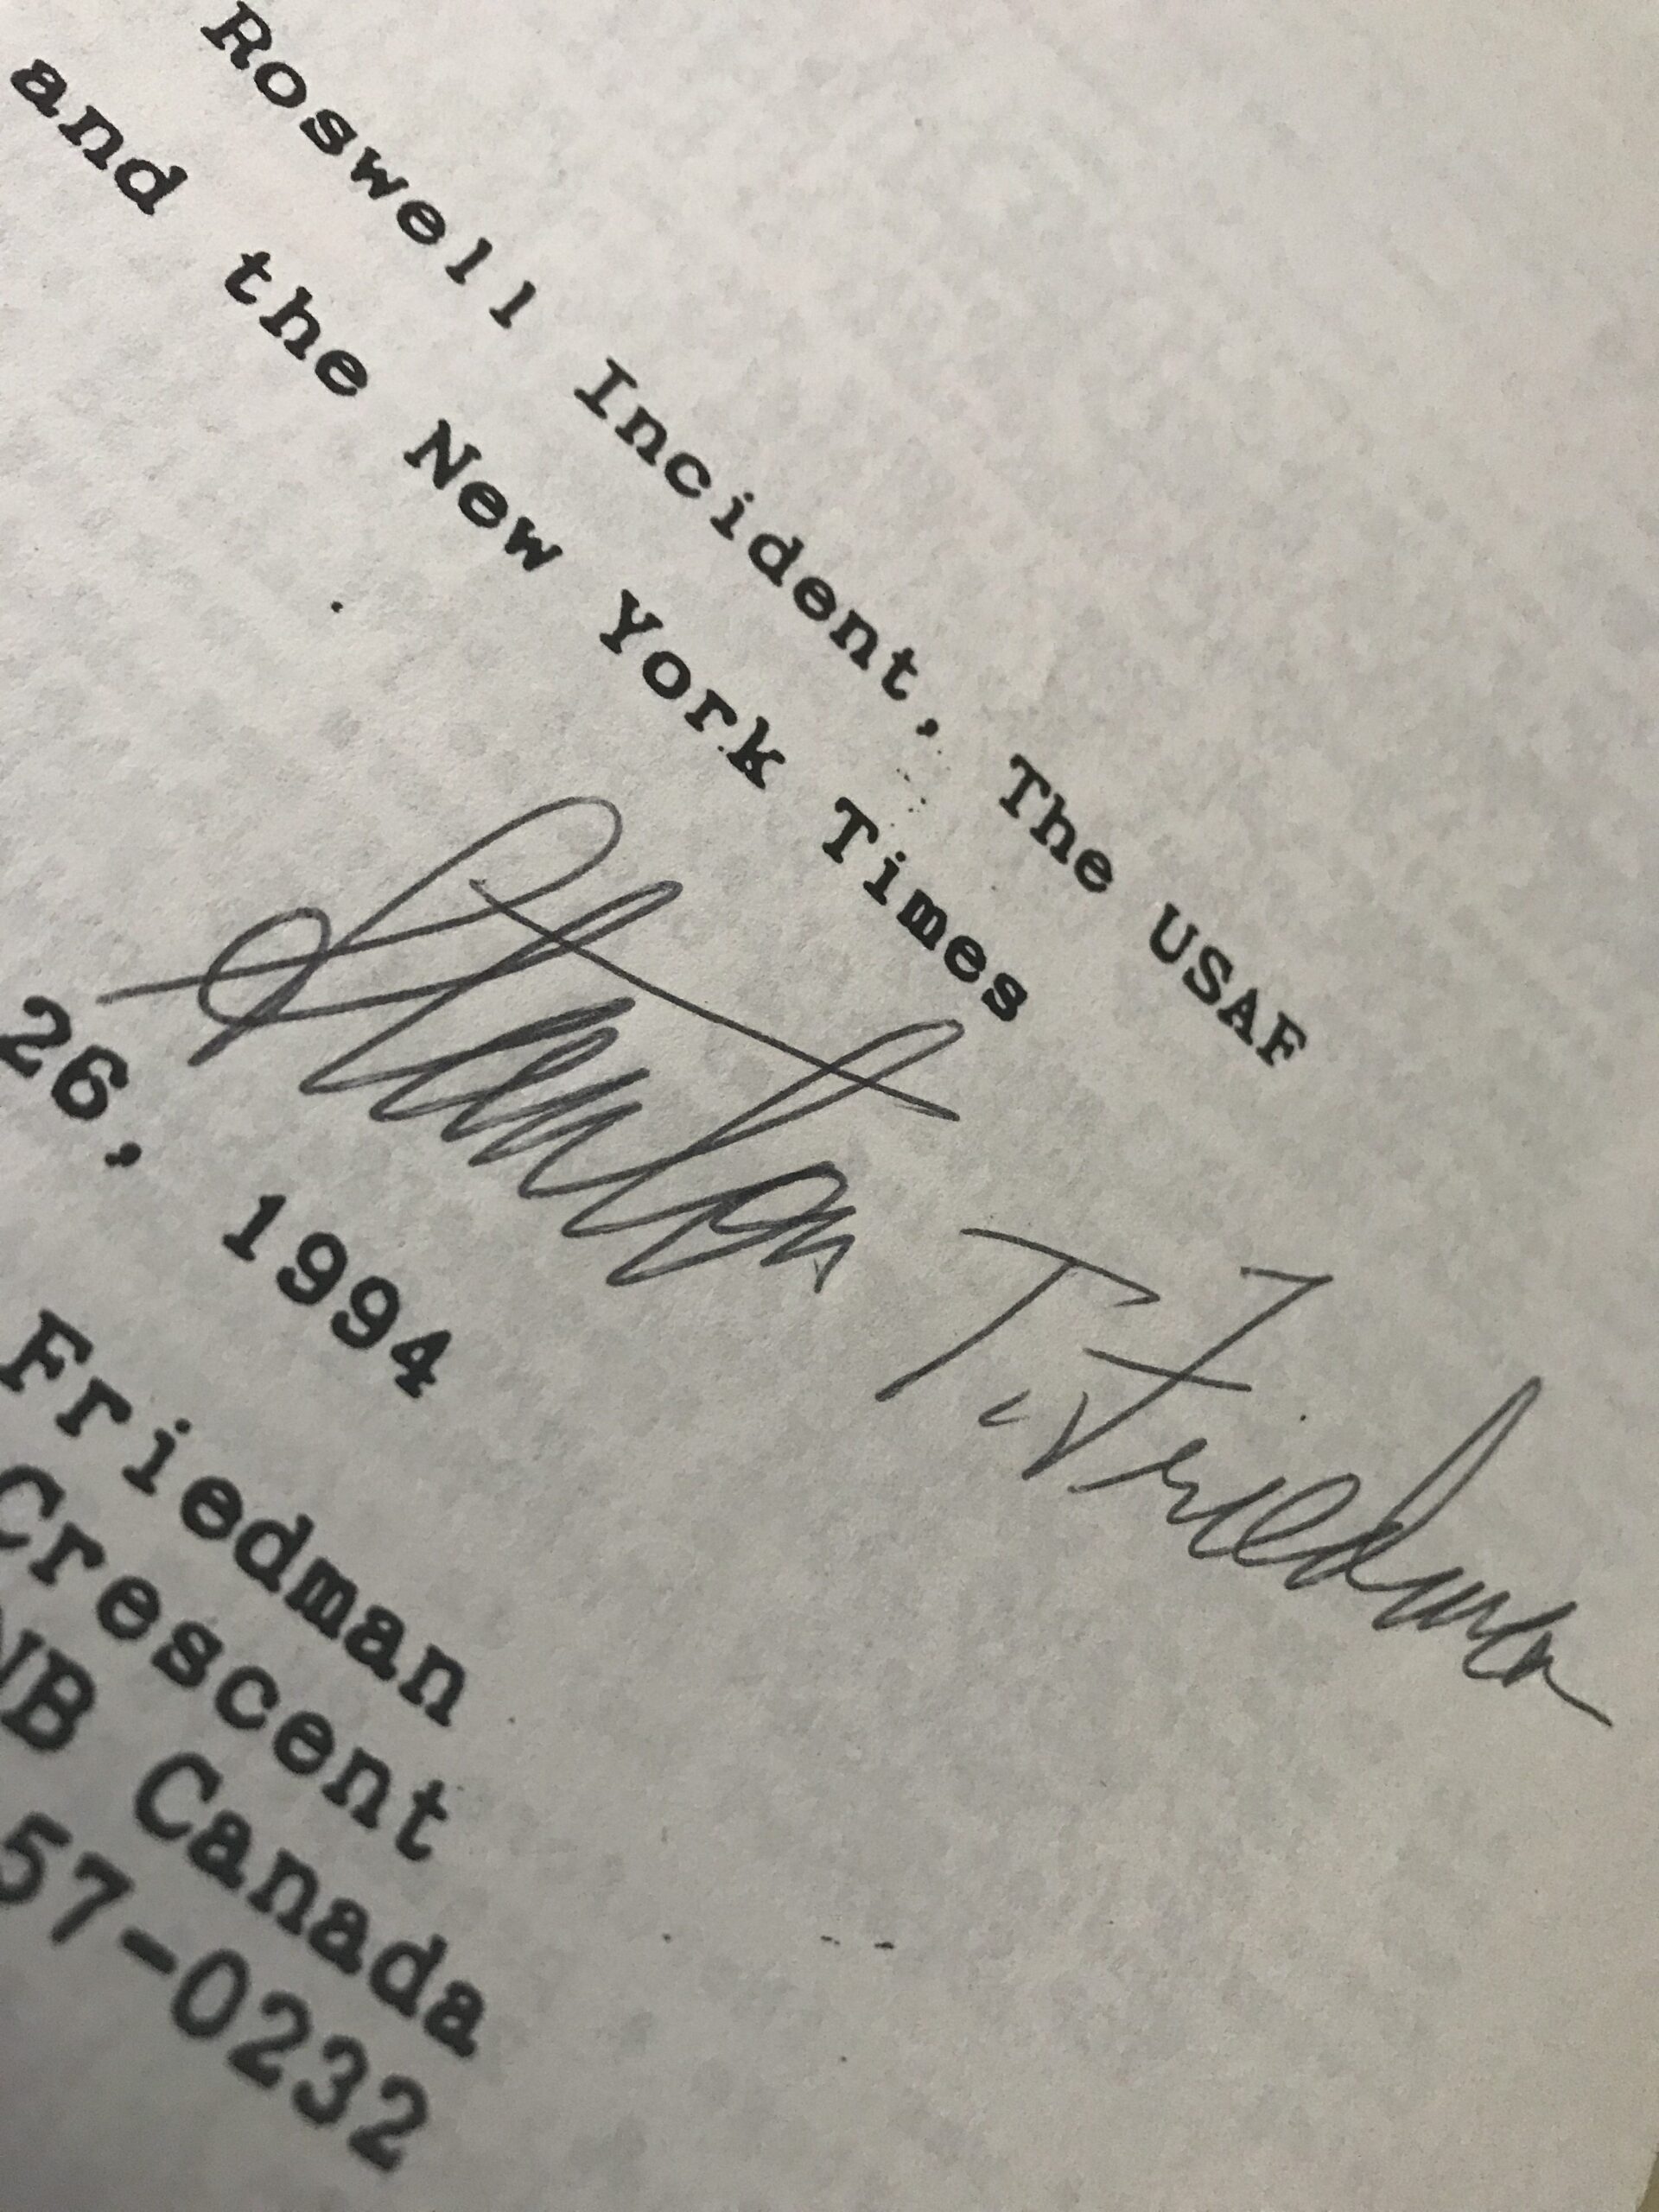 Roswell Incident, The USAF
and the New York Times
Stanton T. Friedman
26, 1994
Friedman
Crescent
NB Canada
57-0232